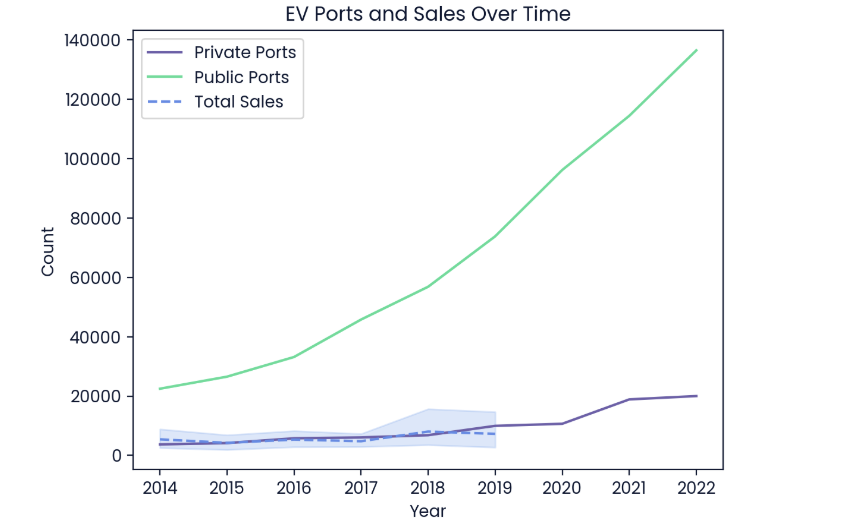 EV Ports and Sales Over Time
Private Ports
Public Ports
Total Sales
140000
120000
100000
80000
60000
40000
20000
0
Count
2014 2015 2016 2017 2018 2019 2020 2021 2022
Year